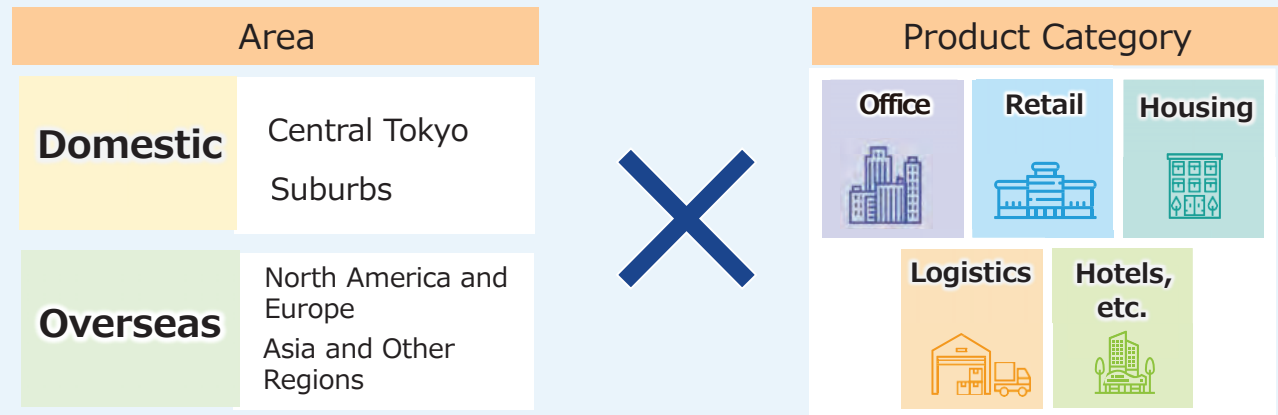 Area
Domestic
Central Tokyo
Suburbs
Overseas
North America and
Europe
Asia and Other
Regions
Product Category
Office
Retail
Housing
Logistics
Hotels,
etc.